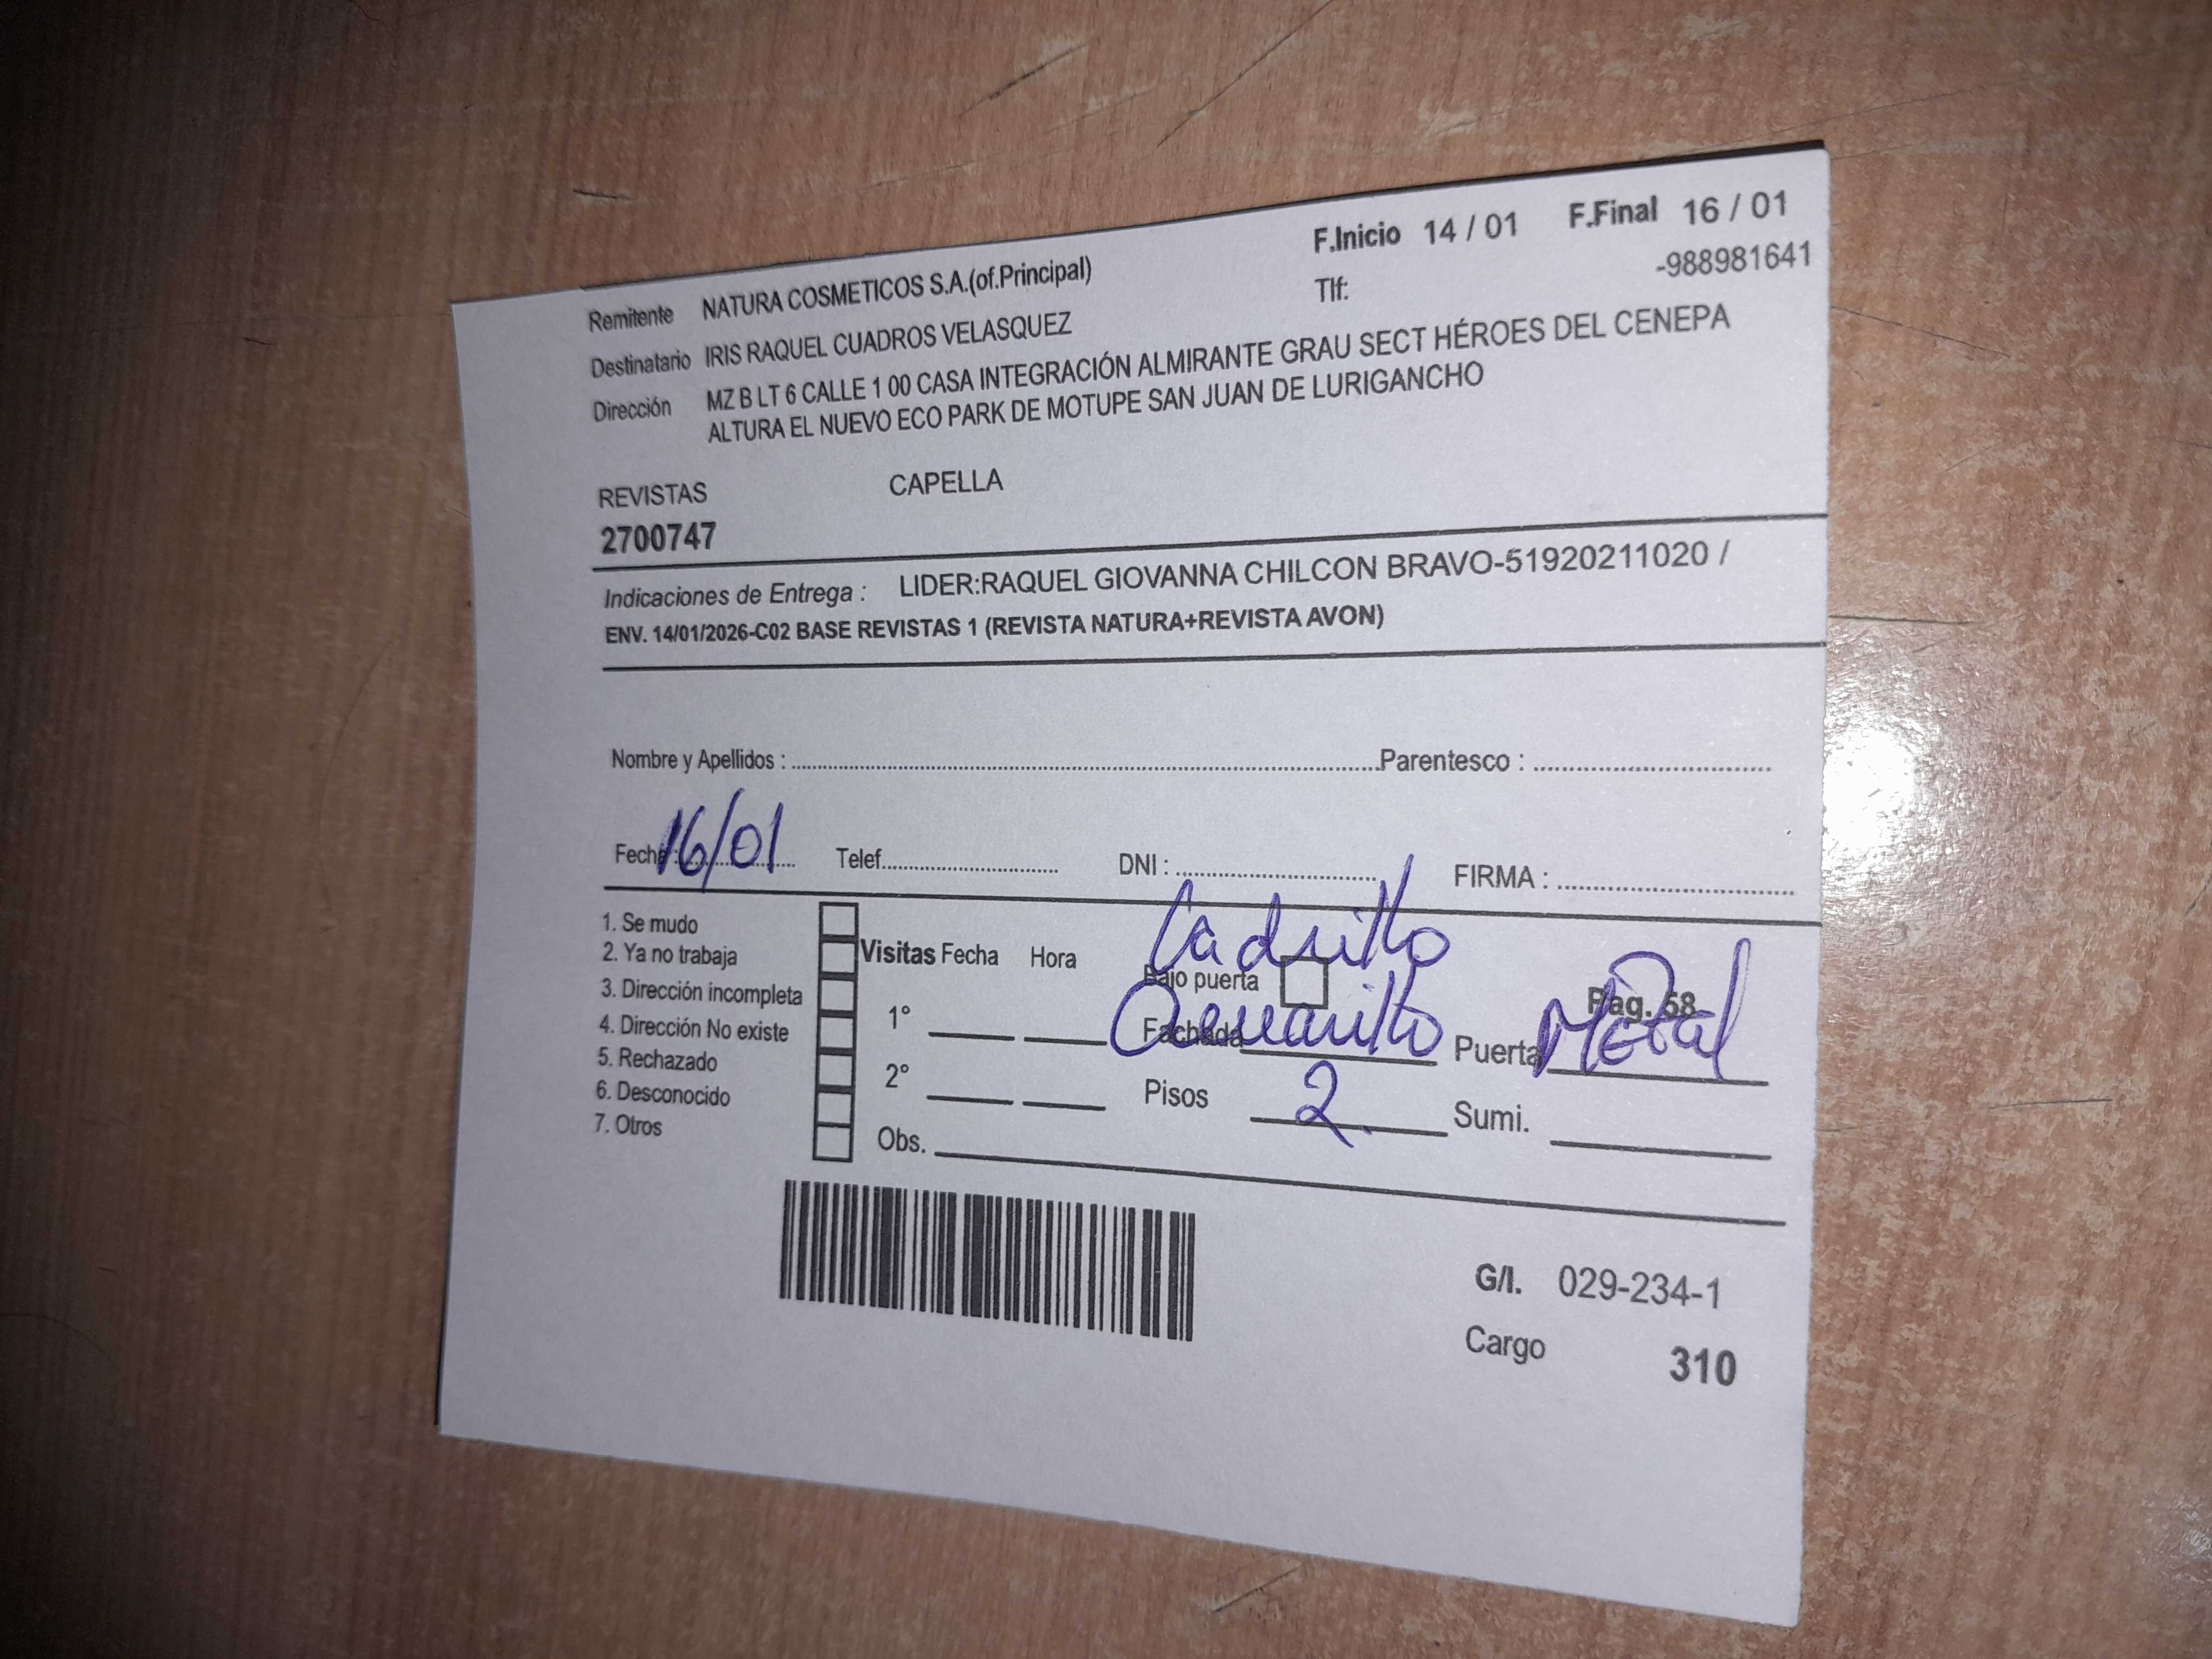 F.Inicio 14 / 01 F.Final 16 / 01
Remitente NATURA COSMETICOS S.A.(of.Principal) Tlf: -988981641
Destinatario IRIS RAQUEL CUADROS VELASQUEZ
Dirección MZ B LT 6 CALLE 1 00 CASA INTEGRACIÓN ALMIRANTE GRAU SECT HÉROES DEL CENEPA
ALTURA EL NUEVO ECO PARK DE MOTUPE SAN JUAN DE LURIGANCHO
REVISTAS CAPELLA
2700747
Indicaciones de Entrega : LIDER:RAQUEL GIOVANNA CHILCON BRAVO-51920211020 /
ENV. 14/01/2026-C02 BASE REVISTAS 1 (REVISTA NATURA+REVISTA AVON)
Nombre y Apellidos : Parentesco :
Fecha : 16/01 Telef. DNI : FIRMA :
1. Se mudo
2. Ya no trabaja
3. Dirección incompleta
4. Dirección No existe
5. Rechazado
6. Desconocido
7. Otros
Visitas Fecha Hora
1°
2°
Obs.
Ladrillo
Bajo puerta Pag. 58
Fachada Puerta Metal
Pisos 2 Sumi.
G/I. 029-234-1
Cargo 310